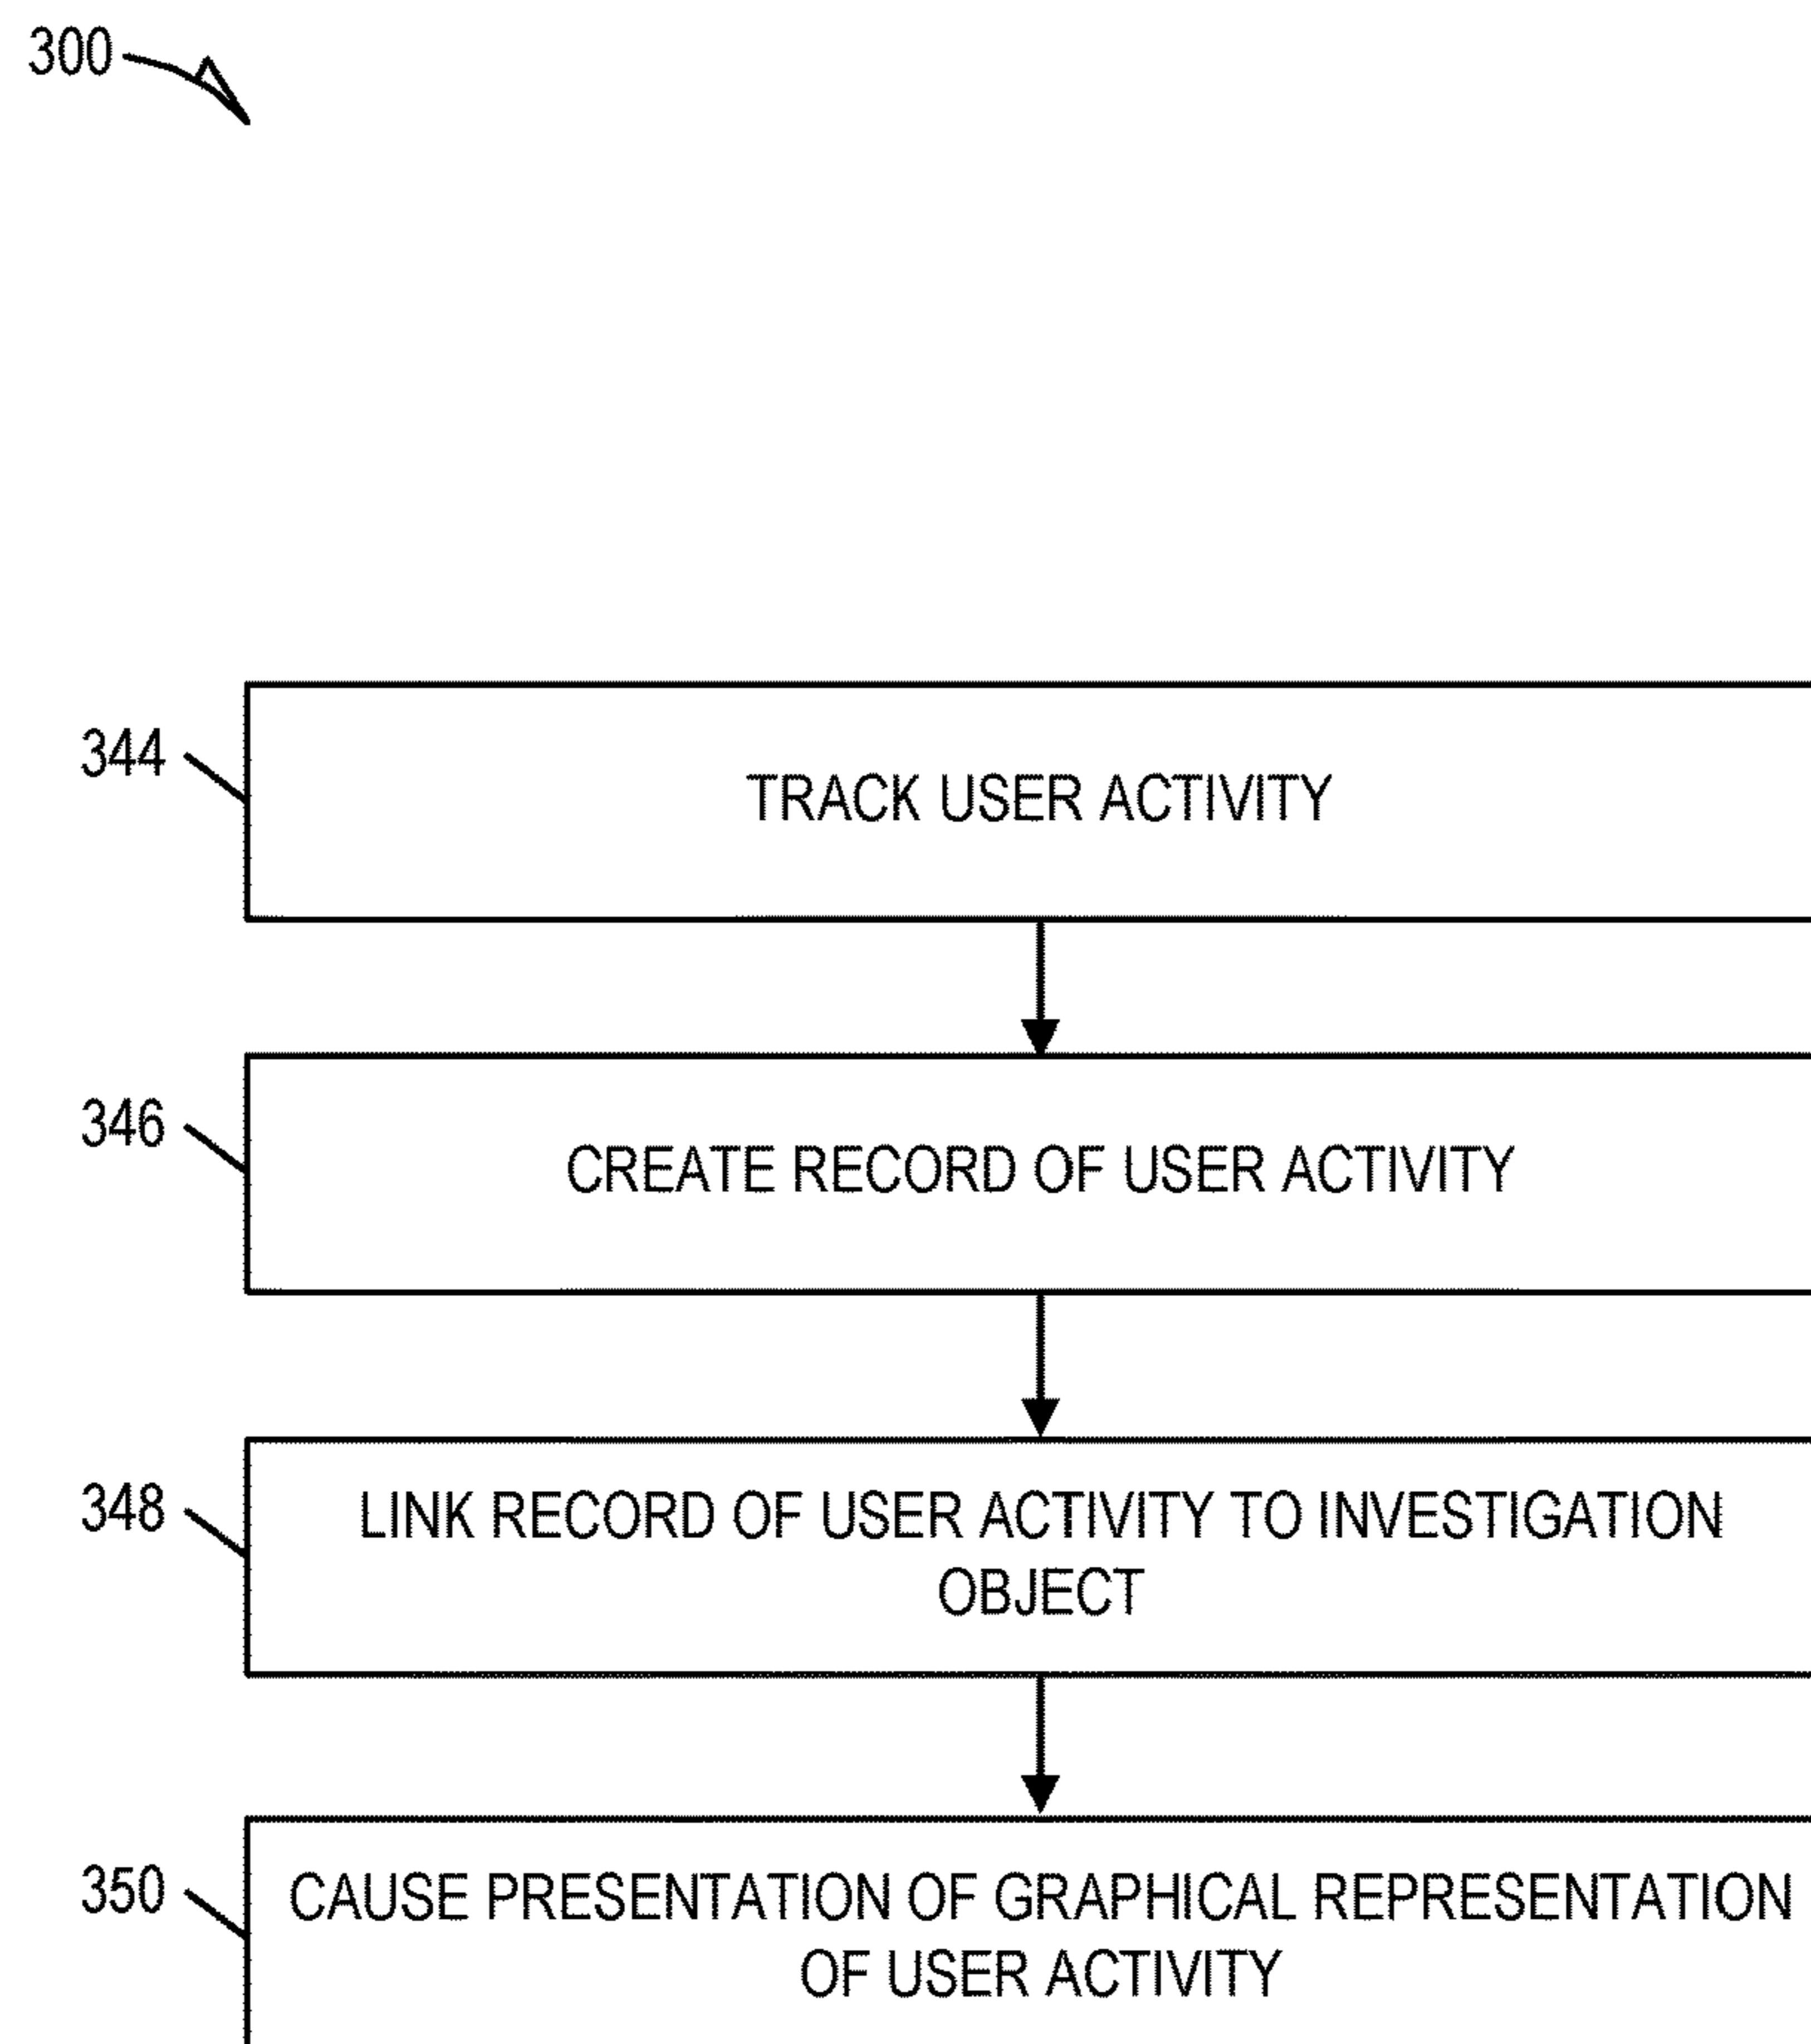 300
344
TRACK USER ACTIVITY
346
CREATE RECORD OF USER ACTIVITY
348
LINK RECORD OF USER ACTIVITY TO INVESTIGATION
OBJECT
350
CAUSE PRESENTATION OF GRAPHICAL REPRESENTATION
OF USER ACTIVITY